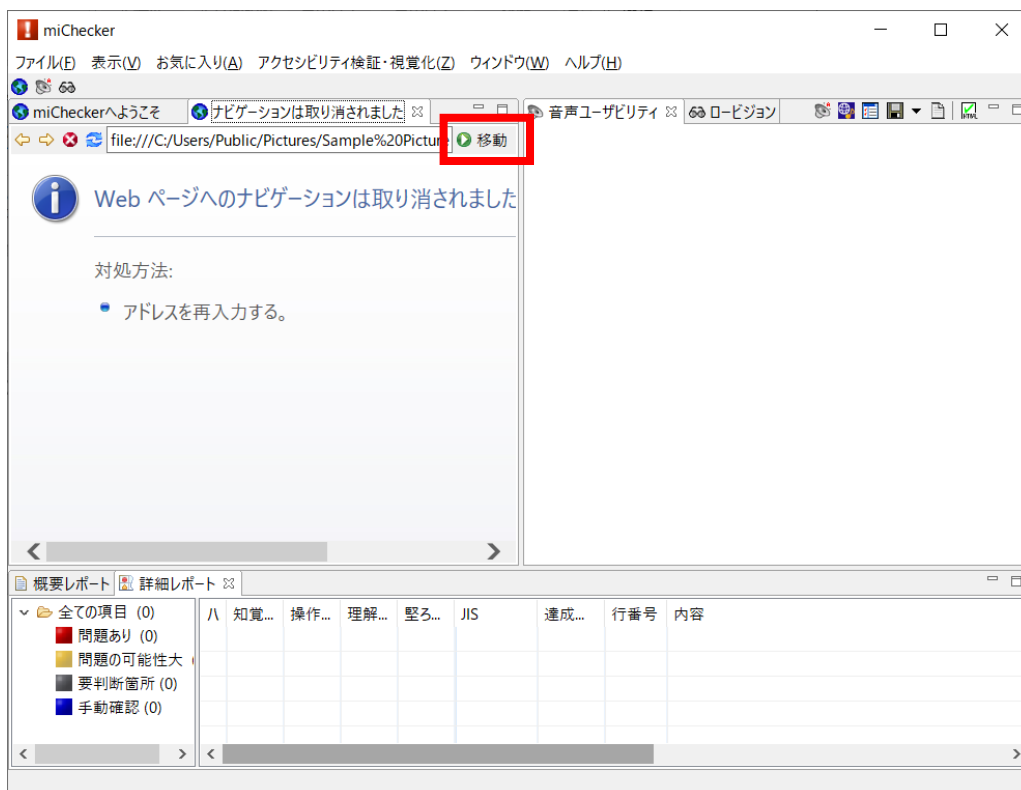 miChecker
ファイル(F) 表示(V) お気に入り(A) アクセシビリティ検証・視覚化(Z) ウィンドウ(W) ヘルプ(H)
miCheckerへようこそ ナビゲーションは取り消されました 音声ユーザビリティ ロービジョン
file:///C:/Users/Public/Pictures/Sample%20Picture 移動
Web ページへのナビゲーションは取り消されました
対処方法:
アドレスを再入力する。
概要レポート 詳細レポート
全ての項目 (0) ハ 知覚... 操作... 理解... 堅ろ... JIS 達成... 行番号 内容
問題あり (0)
問題の可能性大
要判断箇所 (0)
手動確認 (0)